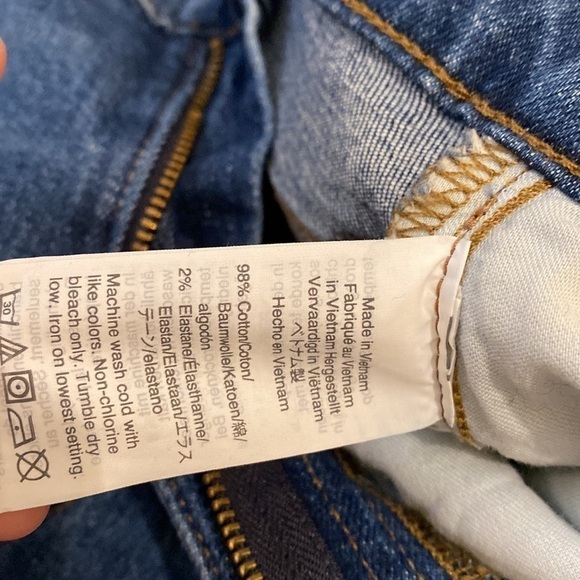 Made in Vietnam
Fabriqué au Vietnam
in Vietnam Hergestellt
Vervaardigd in Viëtnam
ベトナム製
Hecho en Vietnam
98% Cotton/Coton/
Baumwolle/Katoen/綿/
algodón
2% Elastane/Élasthanne/
Elastan/Elastaan/エラス
テーン/elastano
Machine wash cold with
like colors. Non-chlorine
bleach only. Tumble dry
low. Iron on lowest setting.
30